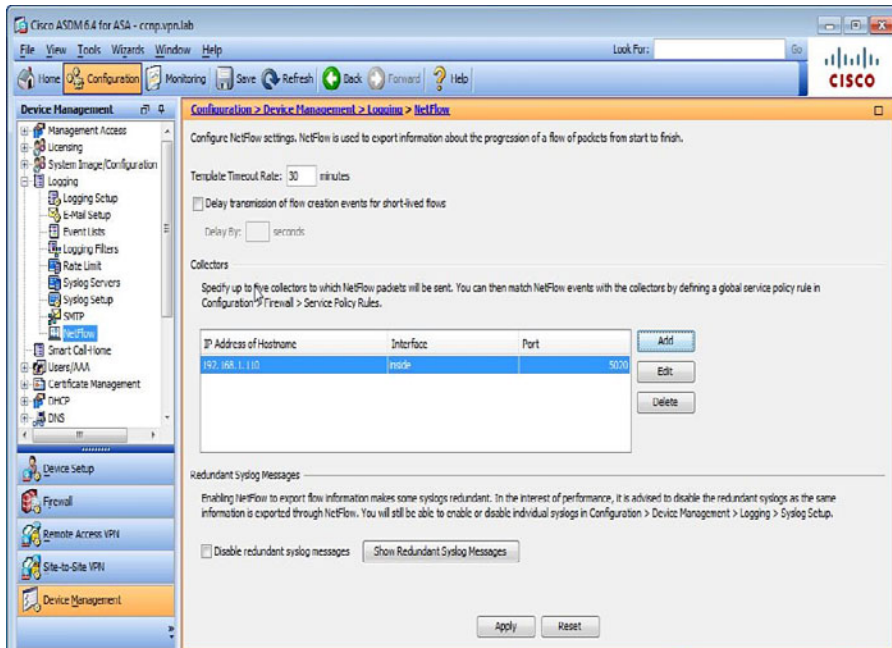 Cisco ASDM 6.4 for ASA - ccnp.vpn.lab
File View Tools Wizards Window Help
Look For:
Go
Home Configuration Monitoring Save Refresh Back Forward Help
CISCO
Device Management
Management Access
Licensing
System Image/Configuration
Logging
Logging Setup
E-Mail Setup
Event Lists
Logging Filters
Rate Limit
Syslog Servers
Syslog Setup
SMTP
NetFlow
Smart Call-Home
Users/AAA
Certificate Management
DHCP
DNS
Device Setup
Firewall
Remote Access VPN
Site-to-Site VPN
Device Management
Configuration > Device Management > Logging > NetFlow
Configure NetFlow settings. NetFlow is used to export information about the progression of a flow of packets from start to finish.
Template Timeout Rate: 30 minutes
Delay transmission of flow creation events for short-lived flows
Delay By: seconds
Collectors
Specify up to five collectors to which NetFlow packets will be sent. You can then match NetFlow events with the collectors by defining a global service policy rule in
Configuration > Firewall > Service Policy Rules.
IP Address of Hostname Interface Port
192.168.1.110 inside 5020
Add
Edit
Delete
Redundant Syslog Messages
Enabling NetFlow to export flow information makes some syslogs redundant. In the interest of performance, it is advised to disable the redundant syslogs as the same
information is exported through NetFlow. You will still be able to enable or disable individual syslogs in Configuration > Device Management > Logging > Syslog Setup.
Disable redundant syslog messages Show Redundant Syslog Messages
Apply Reset